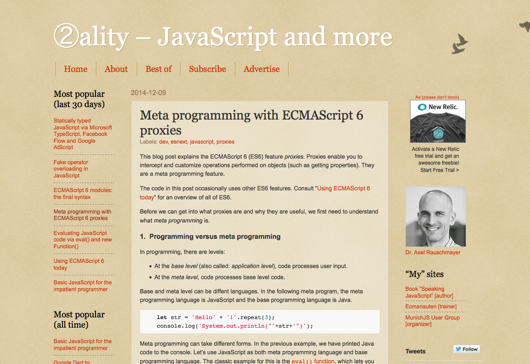 ②ality – JavaScript and more
Home
About
Best of
Subscribe
Advertise
Most popular
(last 30 days)
Statically typed
JavaScript via Microsoft
TypeScript, Facebook
Flow and Google
AtScript
Fake operator
overloading in
JavaScript
ECMAScript 6 modules:
the final syntax
Meta programming with
ECMAScript 6 proxies
Evaluating JavaScript
code via eval() and new
Function()
Using ECMAScript 6
today
Basic JavaScript for the
impatient programmer
Most popular
(all time)
Basic JavaScript for the
impatient programmer
2014-12-09
Meta programming with ECMAScript 6
proxies
Labels: dev, esnext, javascript, proxies
This blog post explains the ECMAScript 6 (ES6) feature proxies. Proxies enable you to
intercept and customize operations performed on objects (such as getting properties). They
are a meta programming feature.
The code in this post occasionally uses other ES6 features. Consult "Using ECMAScript 6
today" for an overview of all of ES6.
Before we can get into what proxies are and why they are useful, we first need to understand
what meta programming is.
1. Programming versus meta programming
In programming, there are levels:
• At the base level (also called: application level), code processes user input.
• At the meta level, code processes base level code.
Base and meta level can be diffent languages. In the following meta program, the meta
programming language is JavaScript and the base programming language is Java.
let str = 'Hello' + '!'.repeat(3);
console.log('System.out.println("'+str+'")');
Meta programming can take different forms. In the previous example, we have printed Java
code to the console. Let's use JavaScript as both meta programming language and base
programming language. The classic example for this is the eval() function, which lets you
Ad (please don't block)
New Relic.
Activate a New Relic
free trial and get an
awesome freebie!
Start Free Trial >
Dr. Axel Rauschmayer
"My" sites
Book "Speaking
JavaScript" [author]
Ecmanauten [trainer]
MunichJS User Group
[organizer]
Tweets
Follow